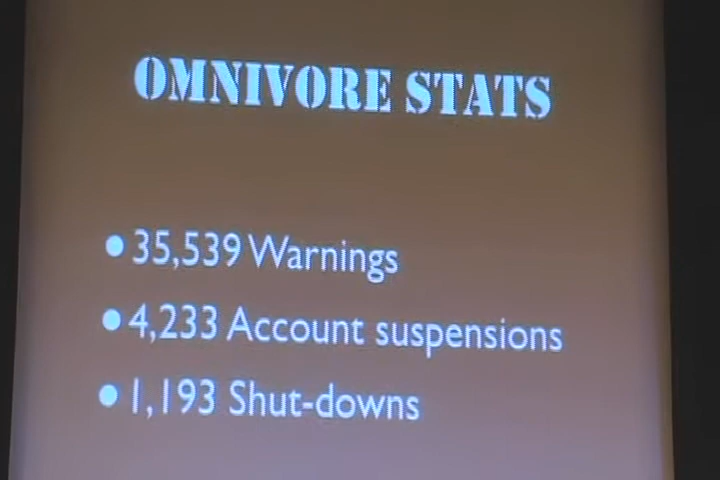 OMNIVORE STATS
• 35,539 Warnings
• 4,233 Account suspensions
• 1,193 Shut-downs